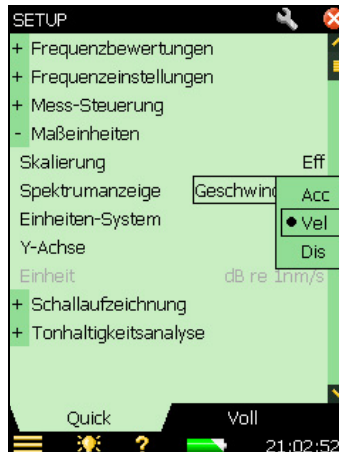 SETUP
+ Frequenzbewertungen
+ Frequenzeinstellungen
+ Mess-Steuerung
- Maßeinheiten
Skalierung Eff
Spektrumanzeige Geschwind Acc
Einheiten-System Vel
Y-Achse Dis
Einheit dB re 1nm/s
+ Schallaufzeichnung
+ Tonhaltigkeitsanalyse
Quick Voll
? 21:02:52